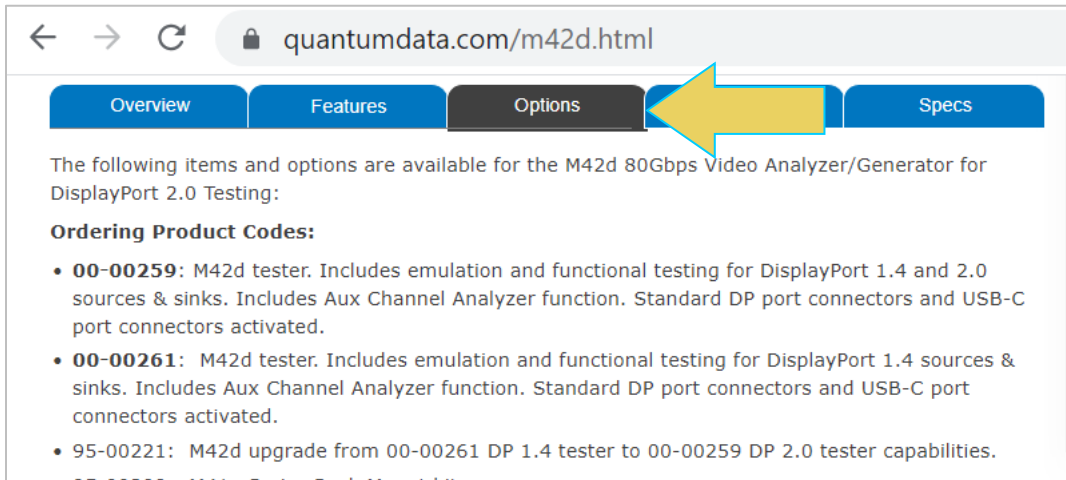 quantumdata.com/m42d.html
Overview Features Options Specs
The following items and options are available for the M42d 80Gbps Video Analyzer/Generator for
DisplayPort 2.0 Testing:
Ordering Product Codes:
• 00-00259: M42d tester. Includes emulation and functional testing for DisplayPort 1.4 and 2.0
sources & sinks. Includes Aux Channel Analyzer function. Standard DP port connectors and USB-C
port connectors activated.
• 00-00261: M42d tester. Includes emulation and functional testing for DisplayPort 1.4 sources &
sinks. Includes Aux Channel Analyzer function. Standard DP port connectors and USB-C port
connectors activated.
• 95-00221: M42d upgrade from 00-00261 DP 1.4 tester to 00-00259 DP 2.0 tester capabilities.